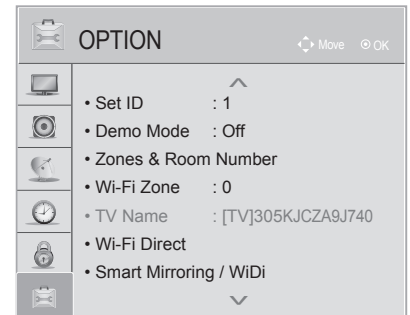 OPTION
Move OK
• Set ID : 1
• Demo Mode : Off
• Zones & Room Number
• Wi-Fi Zone : 0
• TV Name : [TV]305KJCZA9J740
• Wi-Fi Direct
• Smart Mirroring / WiDi